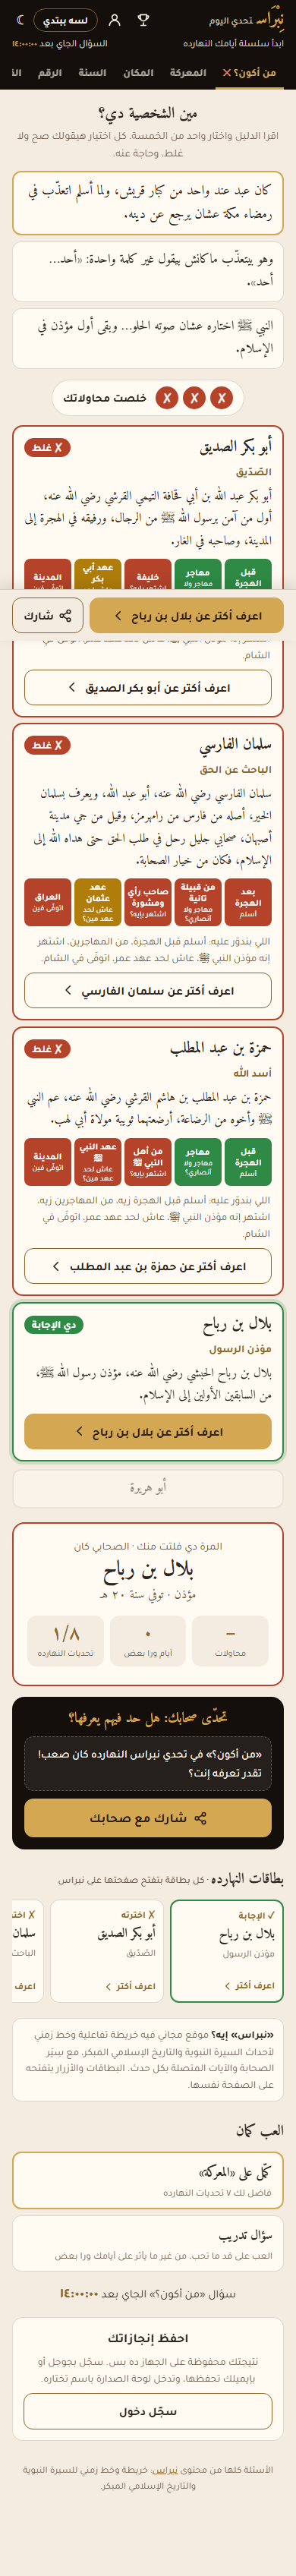 نِبْرَاس تحدي اليوم
لسه ببتدي
ابدأ سلسلة أيامك النهارده
السؤال الجاي بعد ١٤:٠٠:٠٠
من أكون؟ ✕
المعركة
المكان
السنة
الرقم
مين الشخصية دي؟
اقرا الدليل واختار واحد من الخمسة. كل اختيار هيقولك صح ولا
غلط، وحاجة عنه.
كان عبد عند واحد من كبار قريش، ولما أسلم اتعذّب في
رمضاء مكة عشان يرجع عن دينه.
وهو بيتعذّب ماكانش بيقول غير كلمة واحدة: «أحد...
أحد».
النبي ﷺ اختاره عشان صوته الحلو... وبقى أول مؤذن في
الإسلام.
✗ ✗ ✗ خلصت محاولاتك
أبو بكر الصديق
✗ غلط
الصّدّيق
أبو بكر عبد الله بن أبي قحافة التيمي القرشي رضي الله عنه،
أول من آمن برسول الله ﷺ من الرجال، ورفيقه في الهجرة إلى
المدينة، وصاحبه في الغار.
قبل الهجرة
مهاجر
خليفة
عهد أبي بكر
المدينة
اعرف أكتر عن بلال بن رباح
شارك
الشام.
اعرف أكتر عن أبو بكر الصديق
سلمان الفارسي
✗ غلط
الباحث عن الحق
سلمان الفارسي رضي الله عنه، أبو عبد الله، ويعرف بسلمان
الخير، أصله من فارس من رامهرمز، وقيل من جي مدينة
أصبهان، صحابي جليل رحل في طلب الحق حتى هداه الله إلى
الإسلام، فكان من خيار الصحابة.
بعد الهجرة أسلم
من قبيلة تانية مهاجر ولا أنصاري؟
صاحب رأي ومشورة اشتهر بإيه؟
عهد عثمان عاش لحد عهد مين؟
العراق اتوفّى فين
اللي بندوّر عليه: أسلم قبل الهجرة، من المهاجرين، اشتهر
إنه مؤذن النبي ﷺ، عاش لحد عهد عمر، اتوفّى في الشام.
اعرف أكتر عن سلمان الفارسي
حمزة بن عبد المطلب
✗ غلط
أسد الله
حمزة بن عبد المطلب بن هاشم القرشي رضي الله عنه، عم النبي
ﷺ وأخوه من الرضاعة، أرضعتهما ثويبة مولاة أبي لهب.
قبل الهجرة أسلم
مهاجر مهاجر ولا أنصاري؟
من أهل النبي ﷺ اشتهر بإيه؟
عهد النبي ﷺ عاش لحد عهد مين؟
المدينة اتوفّى فين
اللي بندوّر عليه: أسلم قبل الهجرة زيه، من المهاجرين زيه،
اشتهر إنه مؤذن النبي ﷺ، عاش لحد عهد عمر، اتوفّى في
الشام.
اعرف أكتر عن حمزة بن عبد المطلب
بلال بن رباح
دي الإجابة
مؤذن الرسول
بلال بن رباح الحبشي رضي الله عنه، مؤذن رسول الله ﷺ،
من السابقين الأولين إلى الإسلام.
اعرف أكتر عن بلال بن رباح
أبو هريرة
المرة دي فلتت منك · الصحابي كان
بلال بن رباح
مؤذن · توفي سنة ٢٠ هـ
– محاولات
٠ أيام ورا بعض
١/٨ تحديات النهارده
تحدّى صحابك: هل حد فيهم يعرفها؟
«من أكون؟» في تحدي نبراس النهارده كان صعب!
تقدر تعرفه إنت؟
شارك مع صحابك
بطاقات النهارده · كل بطاقة بتفتح صفحتها على نبراس
✓ الإجابة
بلال بن رباح
مؤذن الرسول
اعرف أكتر
✗ اخترته
أبو بكر الصديق
الصّدّيق
اعرف أكتر
«نبراس» إيه؟ موقع مجاني فيه خريطة تفاعلية وخط زمني
لأحداث السيرة النبوية والتاريخ الإسلامي المبكر، مع سِيَر
الصحابة والآيات المتصلة بكل حدث. البطاقات والأزرار بتفتحه
على الصفحة نفسها.
العب كمان
كمّل على «المعركة»
فاضل لك ٧ تحديات النهارده
سؤال تدريب
العب على قد ما تحب، من غير ما يأثر على أيامك ورا بعض
سؤال «من أكون؟» الجاي بعد ١٤:٠٠:٠٠
احفظ إنجازاتك
نتيجتك محفوظة على الجهاز ده بس. سجّل بجوجل أو
بإيميلك تحفظها، وتدخل لوحة الصدارة باسم تختاره.
سجّل دخول
الأسئلة كلها من محتوى نبراس: خريطة وخط زمني للسيرة النبوية
والتاريخ الإسلامي المبكر.